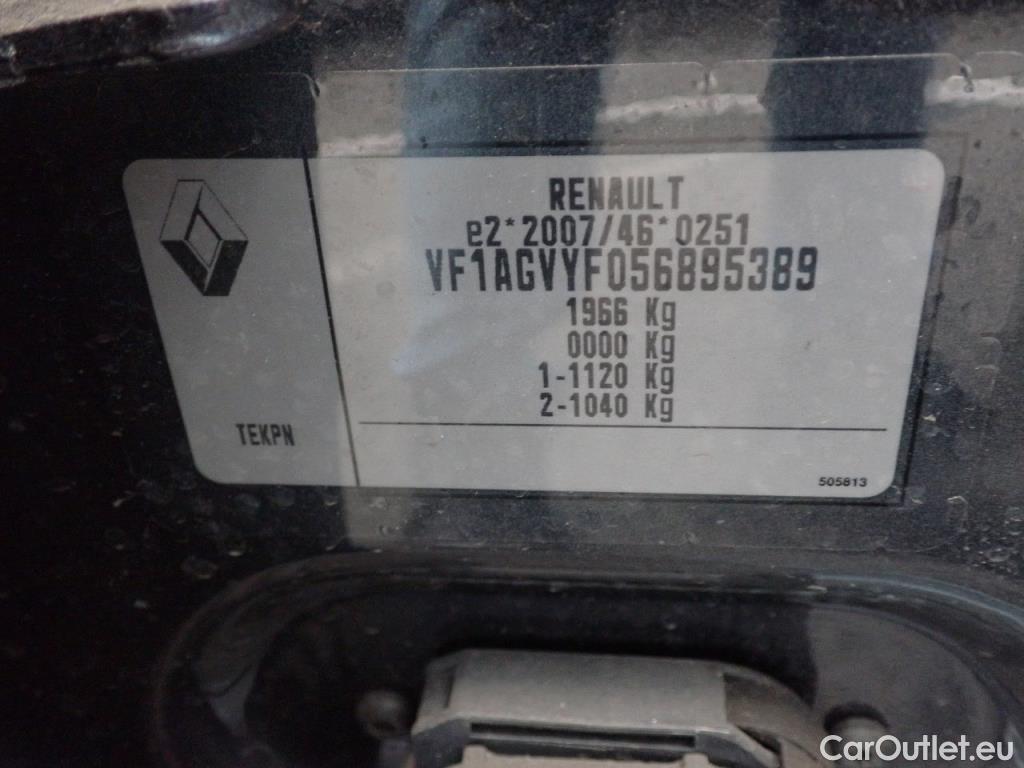 RENAULT
e2*2007/46*0251
VF1AGVYF056895389
1966 Kg
0000 Kg
1-1120 Kg
2-1040 Kg
TEKPN
505813
CarOutlet.eu